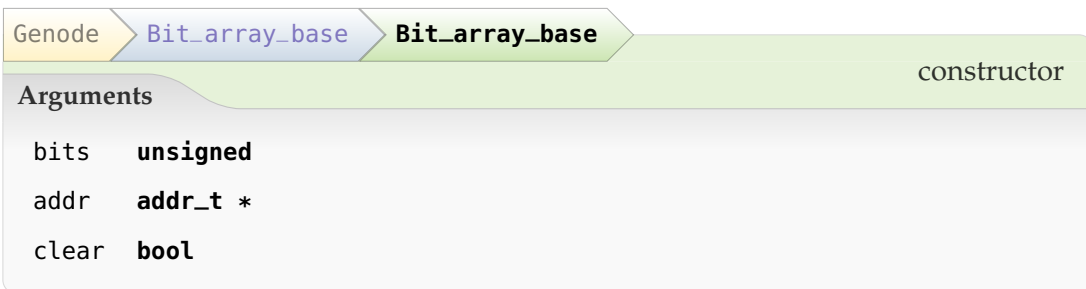 Genode Bit_array_base Bit_array_base
constructor
Arguments
bits unsigned
addr addr_t *
clear bool